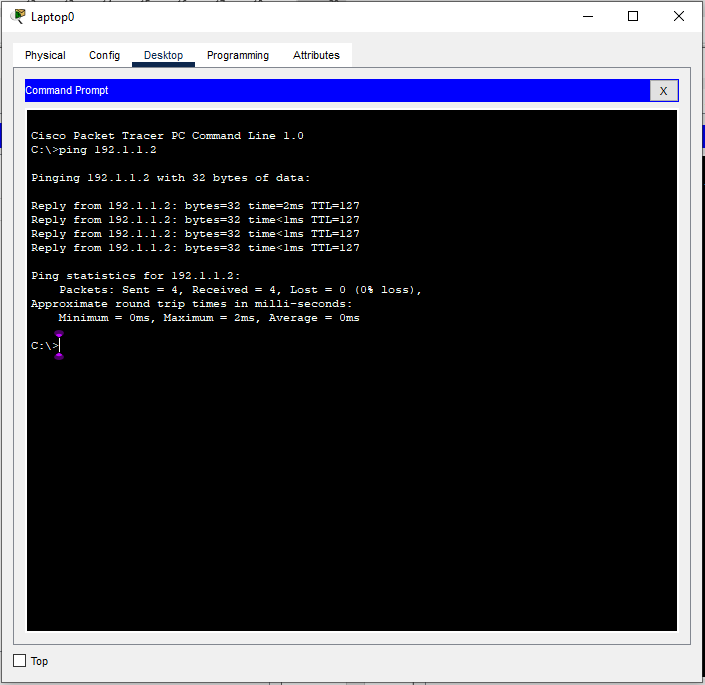 Laptop0
Physical Config Desktop Programming Attributes
Command Prompt X
Cisco Packet Tracer PC Command Line 1.0
C:\>ping 192.1.1.2
Pinging 192.1.1.2 with 32 bytes of data:
Reply from 192.1.1.2: bytes=32 time=2ms TTL=127
Reply from 192.1.1.2: bytes=32 time<1ms TTL=127
Reply from 192.1.1.2: bytes=32 time<1ms TTL=127
Reply from 192.1.1.2: bytes=32 time<1ms TTL=127
Ping statistics for 192.1.1.2:
Packets: Sent = 4, Received = 4, Lost = 0 (0% loss),
Approximate round trip times in milli-seconds:
Minimum = 0ms, Maximum = 2ms, Average = 0ms
C:\>
Top